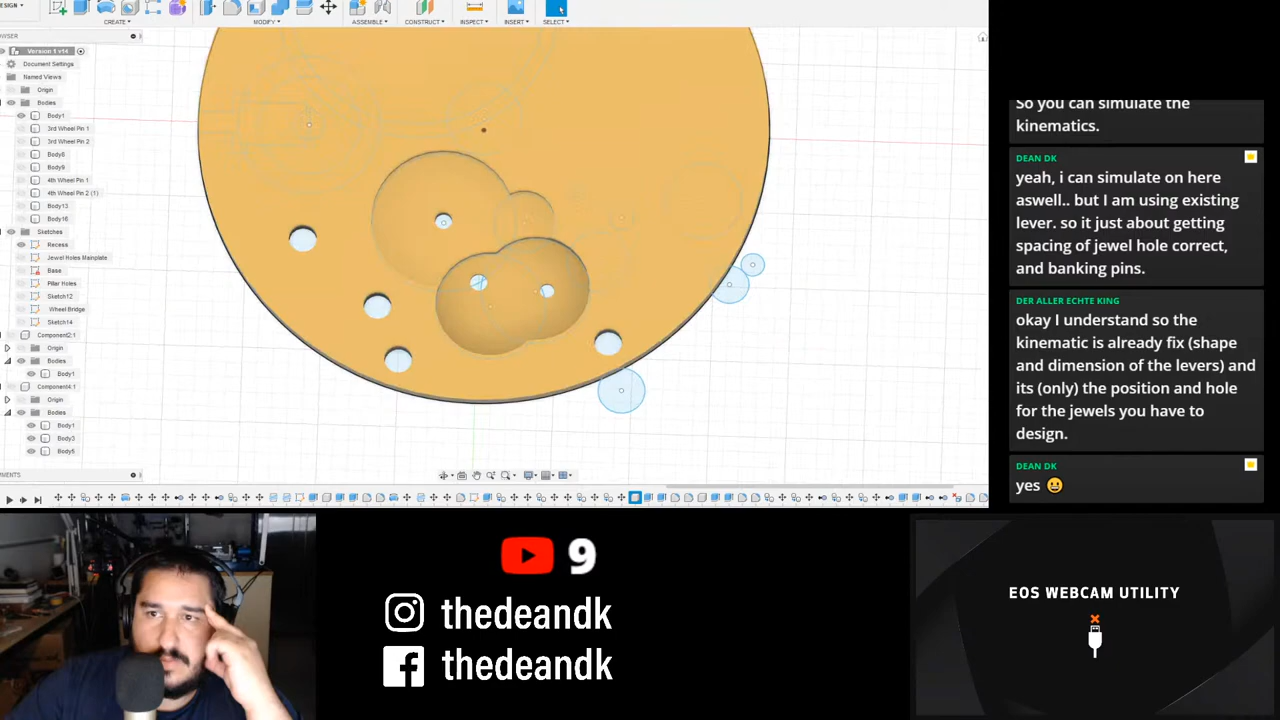 ESIGN
CREATE
MODIFY
ASSEMBLE
CONSTRUCT
INSPECT
INSERT
SELECT
OWSER
Version 1 v14
Document Settings
Named Views
Origin
Bodies
Body1
3rd Wheel Pin 1
3rd Wheel Pin 2
Body8
Body9
4th Wheel Pin 1
4th Wheel Pin 2 (1)
Body13
Body16
Sketches
Recess
Jewel Holes Mainplate
Base
Pillar Holes
Sketch12
Wheel Bridge
Sketch14
Component2:1
Origin
Bodies
Body1
Component4:1
Origin
Bodies
Body1
Body3
Body5
MMENTS
So you can simulate the
kinematics.
DEAN DK
yeah, i can simulate on here
aswell.. but I am using existing
lever. so it just about getting
spacing of jewel hole correct,
and banking pins.
DER ALLER ECHTE KING
okay I understand so the
kinematic is already fix (shape
and dimension of the levers) and
its (only) the position and hole
for the jewels you have to
design.
DEAN DK
yes 😀
9
thedeandk
thedeandk
EOS WEBCAM UTILITY